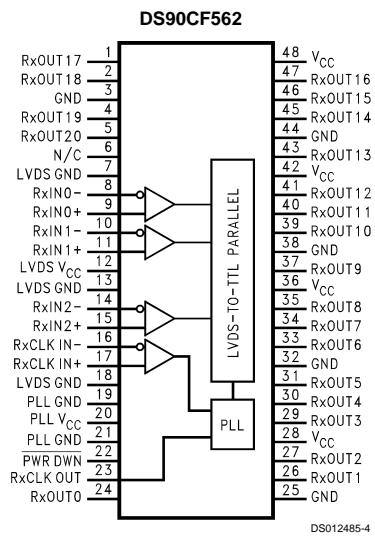 DS90CF562
RxOUT17 1
RxOUT18 2
GND 3
RxOUT19 4
RxOUT20 5
N/C 6
LVDS GND 7
RxIN0- 8
RxIN0+ 9
RxIN1- 10
RxIN1+ 11
LVDS VCC 12
LVDS GND 13
RxIN2- 14
RxIN2+ 15
RxCLK IN- 16
RxCLK IN+ 17
LVDS GND 18
PLL GND 19
PLL VCC 20
PLL GND 21
PWR DWN 22
RxCLK OUT 23
RxOUT0 24
LVDS-TO-TTL PARALLEL
PLL
48 VCC
47 RxOUT16
46 RxOUT15
45 RxOUT14
44 GND
43 RxOUT13
42 VCC
41 RxOUT12
40 RxOUT11
39 RxOUT10
38 GND
37 RxOUT9
36 VCC
35 RxOUT8
34 RxOUT7
33 RxOUT6
32 GND
31 RxOUT5
30 RxOUT4
29 RxOUT3
28 VCC
27 RxOUT2
26 RxOUT1
25 GND
DS012485-4